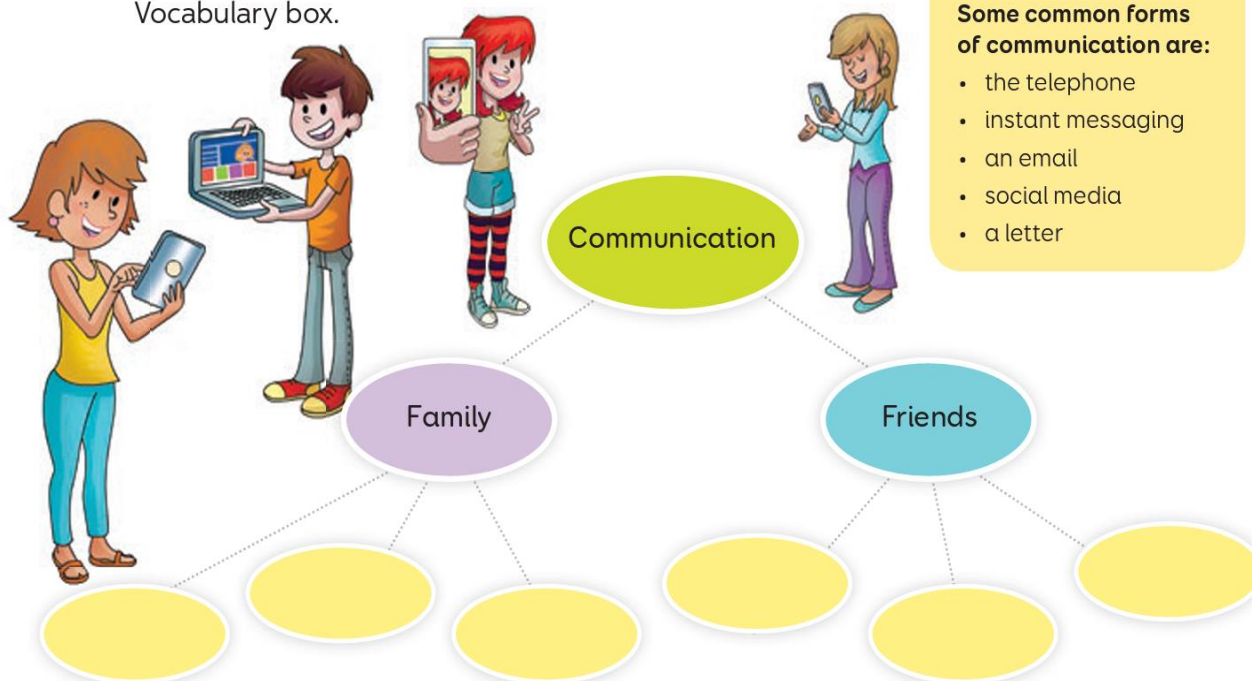 Vocabulary box.
Some common forms
of communication are:
• the telephone
• instant messaging
• an email
• social media
• a letter
Communication
Family
Friends